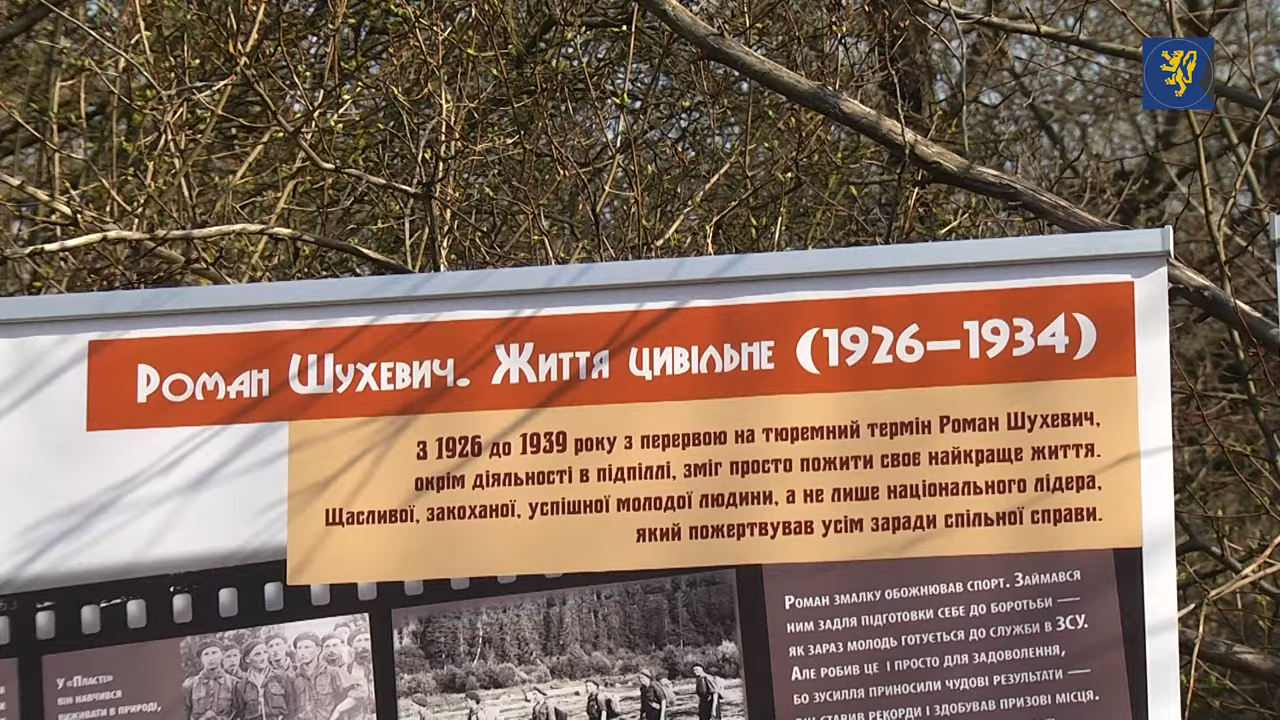 Роман Шухевич. Життя цивільне (1926–1934)
З 1926 до 1939 року з перервою на тюремний термін Роман Шухевич,
окрім діяльності в підпіллі, зміг просто пожити своє найкраще життя.
Щасливої, закоханої, успішної молодої людини, а не лише національного лідера,
який пожертвував усім заради спільної справи.
Роман змалку обожнював спорт. Займався
ним задля підготовки себе до боротьби —
як зараз молодь готується до служби в ЗСУ.
Але робив це і просто для задоволення,
бо зусилля приносили чудові результати —
він ставив рекорди і здобував призові місця.
У «Пласті»
він навчився
виживати в природі,